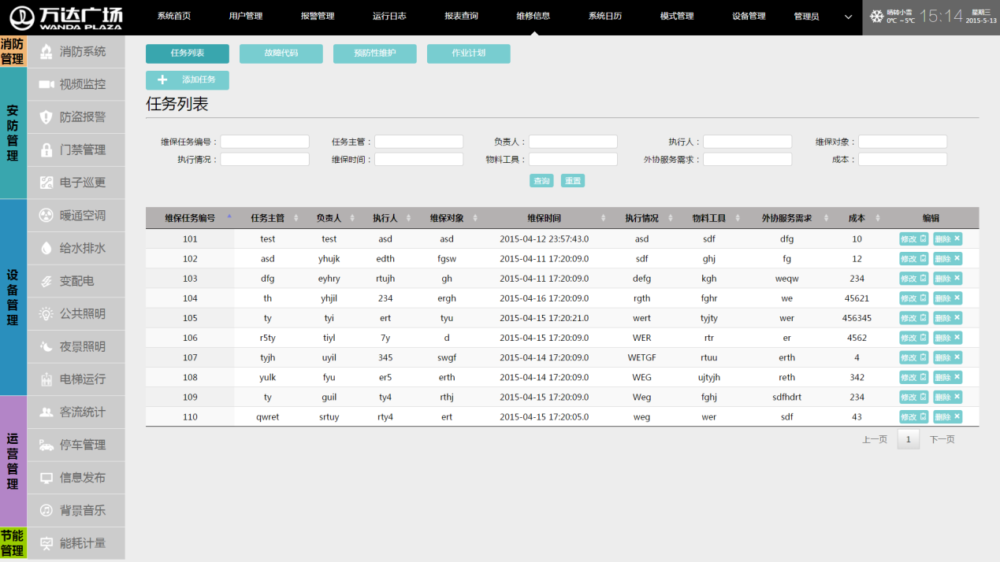 万达广场
WANDA PLAZA
系统首页 用户管理 报警管理 运行日志 报表查询 维修信息 系统日历 模式管理 设备管理 管理员
晴转小雪
0℃ ~5℃
15:14
星期三
2015-5-13
消防管理
安防管理
设备管理
运营管理
节能管理
消防系统
视频监控
防盗报警
门禁管理
电子巡更
暖通空调
给水排水
变配电
公共照明
夜景照明
电梯运行
客流统计
停车管理
信息发布
背景音乐
能耗计量
任务列表 故障代码 预防性维护 作业计划
添加任务
任务列表
维保任务编号： 任务主管： 负责人： 执行人： 维保对象：
执行情况： 维保时间： 物料工具： 外协服务需求： 成本：
查询 重置
维保任务编号 任务主管 负责人 执行人 维保对象 维保时间 执行情况 物料工具 外协服务需求 成本 编辑
101 test test asd asd 2015-04-12 23:57:43.0 asd sdf dfg 10 修改 删除
102 asd yhujk edth fgsw 2015-04-11 17:20:09.0 sdf ghj fg 12 修改 删除
103 dfg eyhry rtujh gh 2015-04-11 17:20:09.0 defg kgh weqw 234 修改 删除
104 th yhjil 234 ergh 2015-04-16 17:20:09.0 rgth fghr we 45621 修改 删除
105 ty tyi ert tyu 2015-04-15 17:20:21.0 wert tyjty wer 456345 修改 删除
106 r5ty tiyl 7y d 2015-04-15 17:20:09.0 WER rtr er 4562 修改 删除
107 tyjh uyil 345 swgf 2015-04-14 17:20:09.0 WETGF rtuu erth 4 修改 删除
108 yulk fyu er5 erth 2015-04-14 17:20:09.0 WEG ujtyjh reth 342 修改 删除
109 ty guil ty4 rthj 2015-04-15 17:20:09.0 Weg fghj sdfhdrt 234 修改 删除
110 qwret srtuy rty4 ert 2015-04-15 17:20:05.0 weg wer sdf 43 修改 删除
上一页 1 下一页